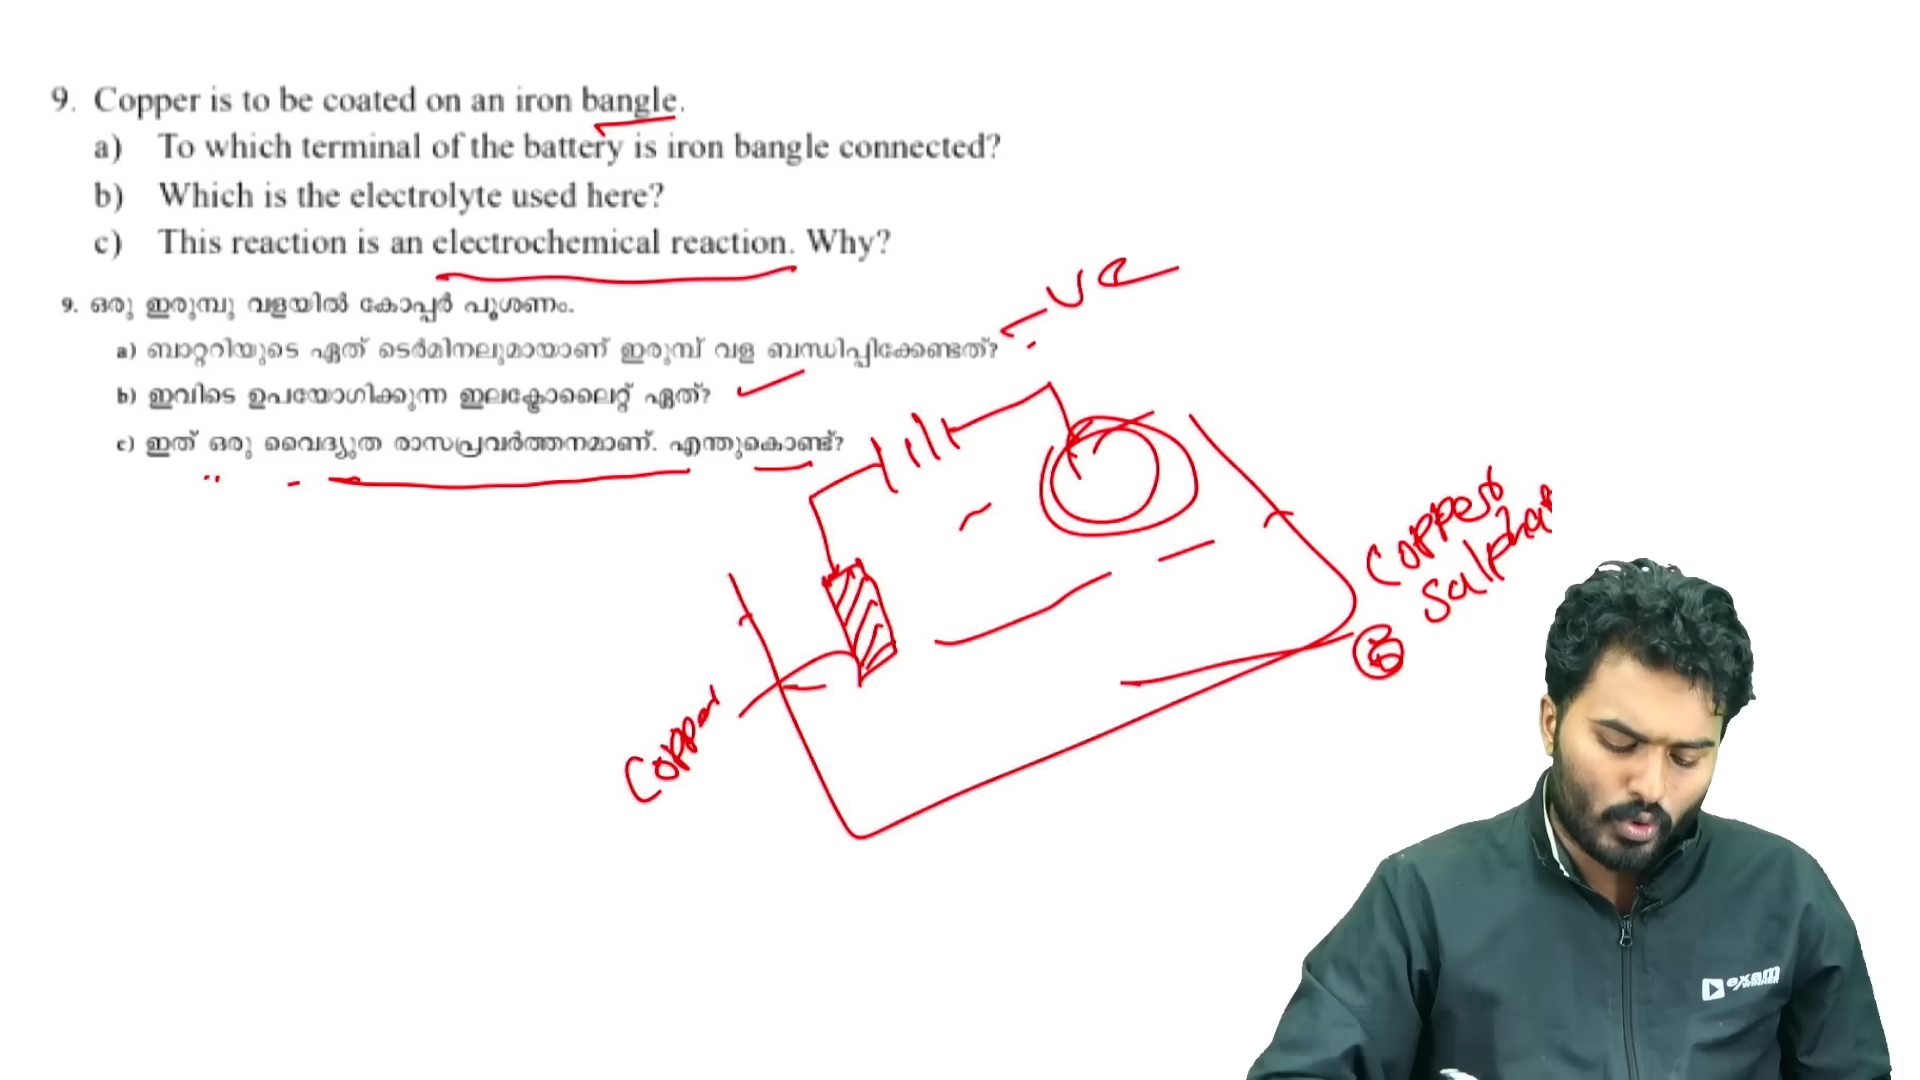 9. Copper is to be coated on an iron bangle.
a) To which terminal of the battery is iron bangle connected?
b) Which is the electrolyte used here?
c) This reaction is an electrochemical reaction. Why?
9. ഒരു ഇരുമ്പു വളയിൽ കോപ്പർ പൂശണം.
a) ബാറ്ററിയുടെ ഏത് ടെർമിനലുമായാണ് ഇരുമ്പ് വള ബന്ധിപ്പിക്കേണ്ടത്?
b) ഇവിടെ ഉപയോഗിക്കുന്ന ഇലക്ട്രോലൈറ്റ് ഏത്?
c) ഇത് ഒരു വൈദ്യുത രാസപ്രവർത്തനമാണ്. എന്തുകൊണ്ട്?
-ve
Copper
exam
WINNER